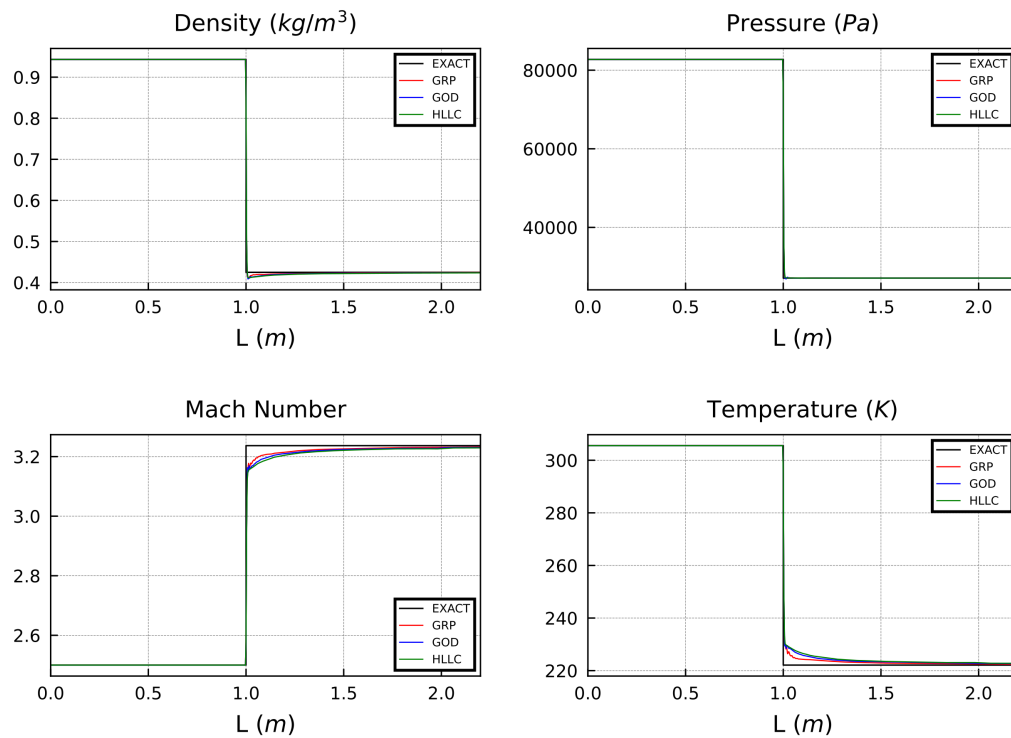 Density (kg/m³)
0.9
0.8
0.7
0.6
0.5
0.4
0.0 0.5 1.0 1.5 2.0
L (m)
EXACT
GRP
GOD
HLLC
Pressure (Pa)
80000
60000
40000
0.0 0.5 1.0 1.5 2.0
L (m)
EXACT
GRP
GOD
HLLC
Mach Number
3.2
3.0
2.8
2.6
0.0 0.5 1.0 1.5 2.0
L (m)
EXACT
GRP
GOD
HLLC
Temperature (K)
300
280
260
240
220
0.0 0.5 1.0 1.5 2.0
L (m)
EXACT
GRP
GOD
HLLC